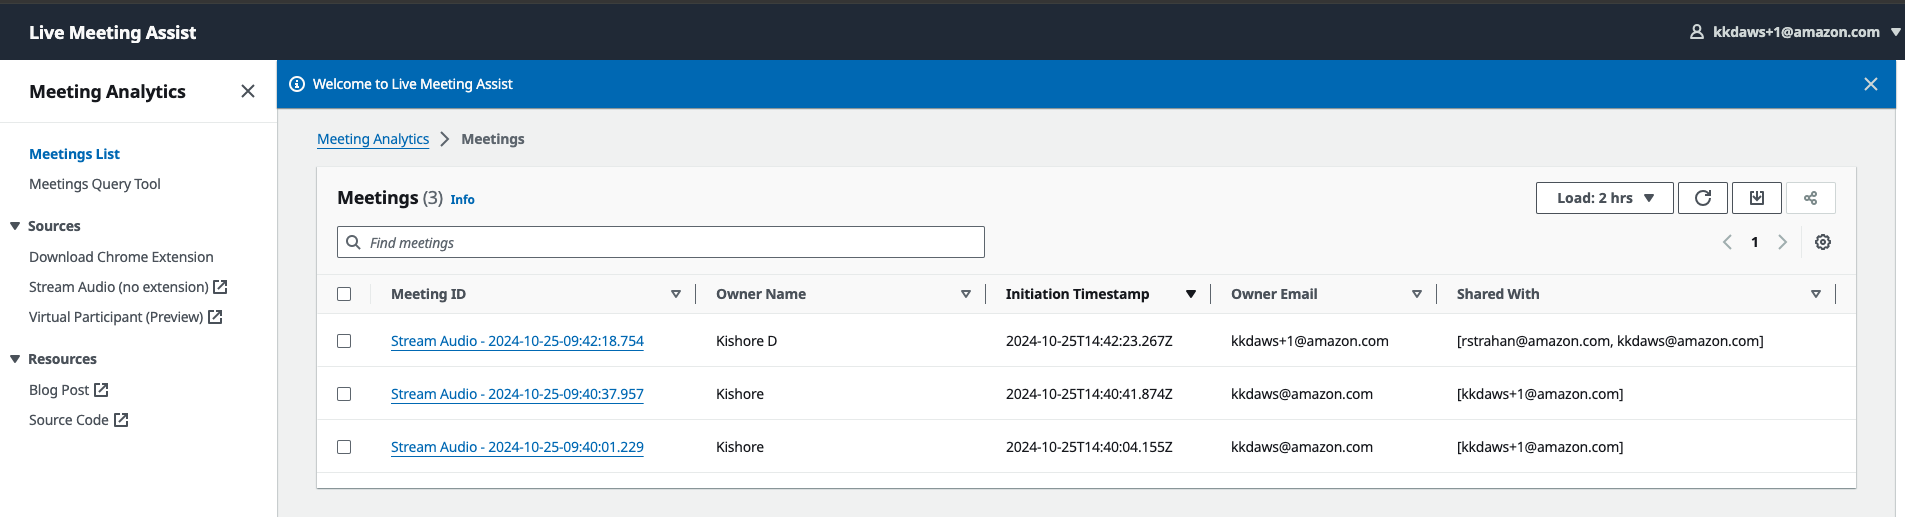 Live Meeting Assist
kkdaws+1@amazon.com
Meeting Analytics
Welcome to Live Meeting Assist
Meetings List
Meetings Query Tool
Sources
Download Chrome Extension
Stream Audio (no extension)
Virtual Participant (Preview)
Resources
Blog Post
Source Code
Meeting Analytics Meetings
Meetings (3) Info
Load: 2 hrs
Find meetings
1
Meeting ID Owner Name Initiation Timestamp Owner Email Shared With
Stream Audio - 2024-10-25-09:42:18.754 Kishore D 2024-10-25T14:42:23.267Z kkdaws+1@amazon.com [rstrahan@amazon.com, kkdaws@amazon.com]
Stream Audio - 2024-10-25-09:40:37.957 Kishore 2024-10-25T14:40:41.874Z kkdaws@amazon.com [kkdaws+1@amazon.com]
Stream Audio - 2024-10-25-09:40:01.229 Kishore 2024-10-25T14:40:04.155Z kkdaws@amazon.com [kkdaws+1@amazon.com]